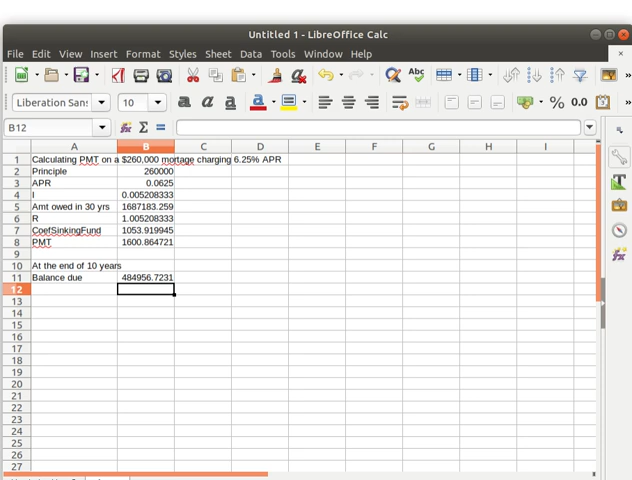 Untitled 1 - LibreOffice Calc
File Edit View Insert Format Styles Sheet Data Tools Window Help
Liberation Sans 10 a a a a % 0.0
B12
A B C D E F G H I
1 Calculating PMT on a $260,000 mortage charging 6.25% APR
2 Principle 260000
3 APR 0.0625
4 I 0.005208333
5 Amt owed in 30 yrs 1687183.259
6 R 1.005208333
7 CoefSinkingFund 1053.919945
8 PMT 1600.864721
9
10 At the end of 10 years
11 Balance due 484956.7231
12
13
14
15
16
17
18
19
20
21
22
23
24
25
26
27